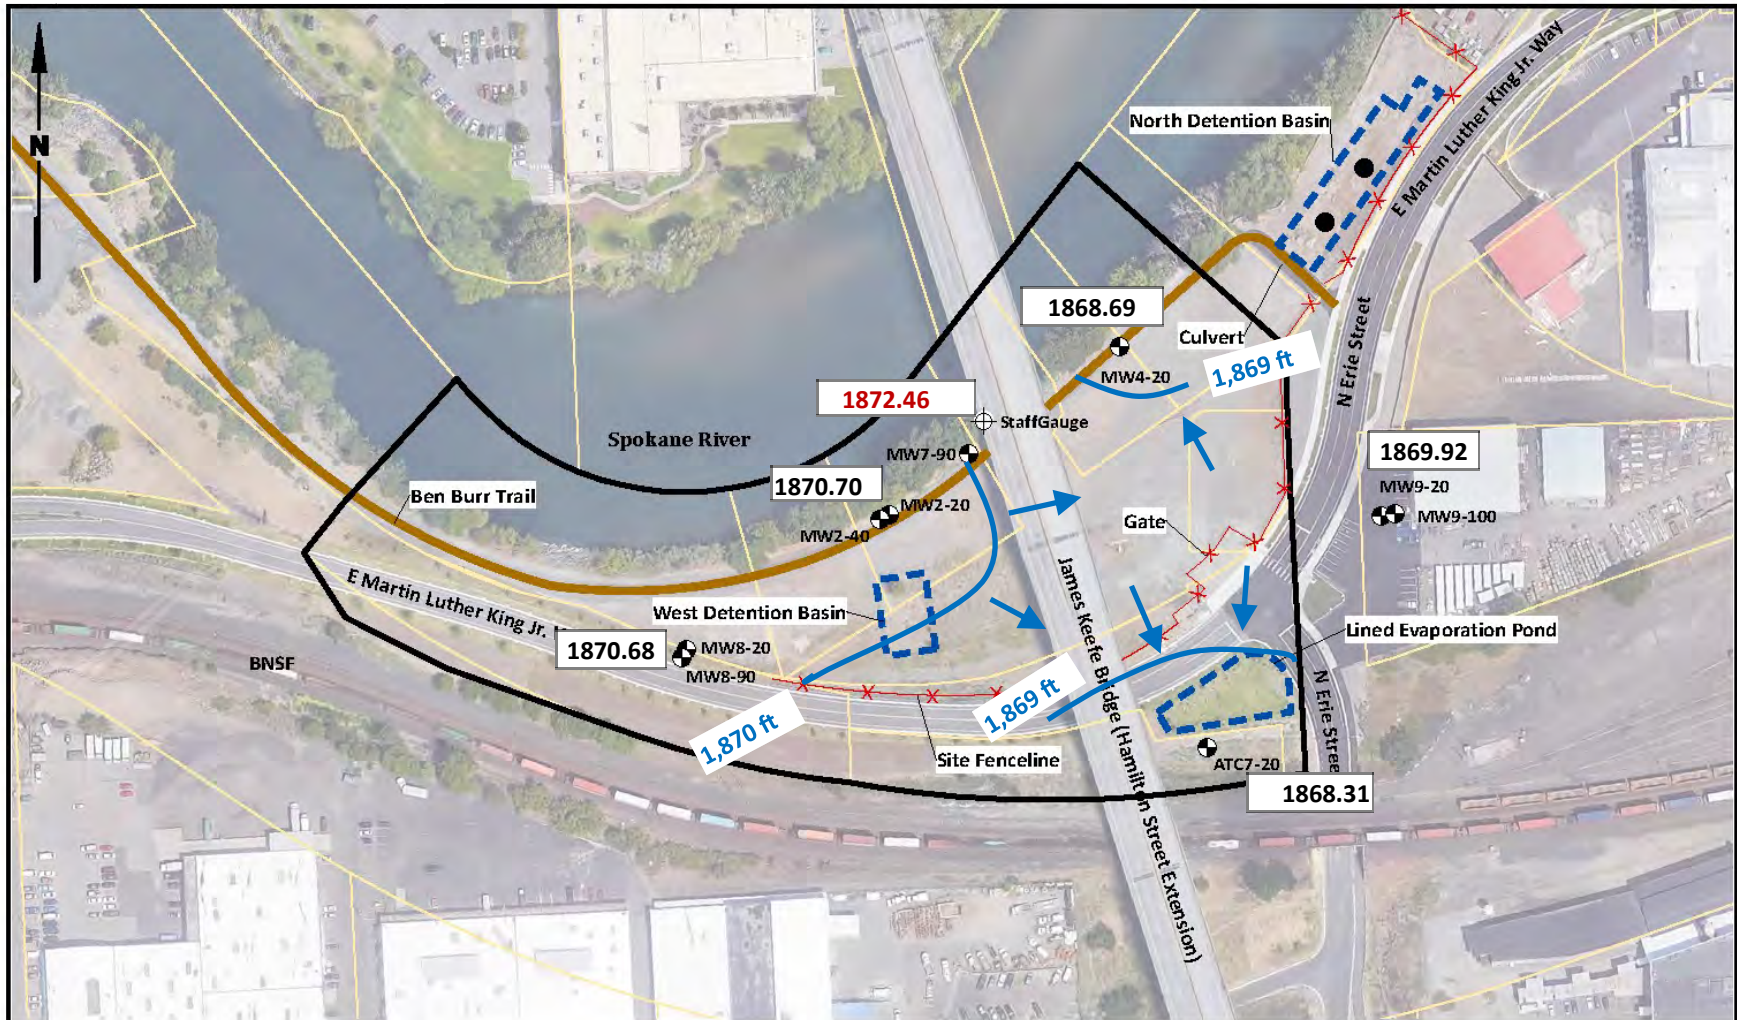 N
North Detention Basin
E Martin Luther King Jr. Way
1868.69
Culvert
MW4-20
1,869 ft
N Erie Street
1872.46
StaffGauge
Spokane River
MW7-90
1869.92
MW9-20
MW9-100
1870.70
MW2-20
MW2-40
Ben Burr Trail
Gate
E Martin Luther King Jr.
West Detention Basin
James Keefe Bridge (Hamilton Street Extension)
Lined Evaporation Pond
1870.68
MW8-20
MW8-90
BNSF
1,870 ft
1,869 ft
Site Fenceline
N Erie Stree
ATC7-20
1868.31